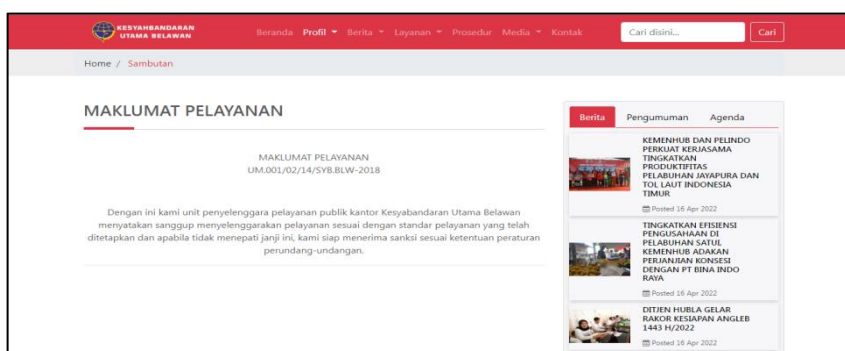 KESYAHBANDARAN
UTAMA BELAWAN
Beranda Profil Berita Layanan Prosedur Media Kontak
Cari disini...
Cari
Home / Sambutan
MAKLUMAT PELAYANAN
MAKLUMAT PELAYANAN
UM.001/02/14/SYB.BLW-2018
Dengan ini kami unit penyelenggara pelayanan publik kantor Kesyabandaran Utama Belawan
menyatakan sanggup menyelenggarakan pelayanan sesuai dengan standar pelayanan yang telah
ditetapkan dan apabila tidak menepati janji ini, kami siap menerima sanksi sesuai ketentuan peraturan
perundang-undangan.
Berita Pengumuman Agenda
KEMENHUB DAN PELINDO
PERKUAT KERJASAMA
TINGKATKAN
PRODUKTIFITAS
PELABUHAN JAYAPURA DAN
TOL LAUT INDONESIA
TIMUR
Posted 16 Apr 2022
TINGKATKAN EFISIENSI
PENGUSAHAAN DI
PELABUHAN SATUI,
KEMENHUB ADAKAN
PERJANJIAN KONSESI
DENGAN PT BINA INDO
RAYA
Posted 16 Apr 2022
DITJEN HUBLA GELAR
RAKOR KESIAPAN ANGLEB
1443 H/2022
Posted 16 Apr 2022